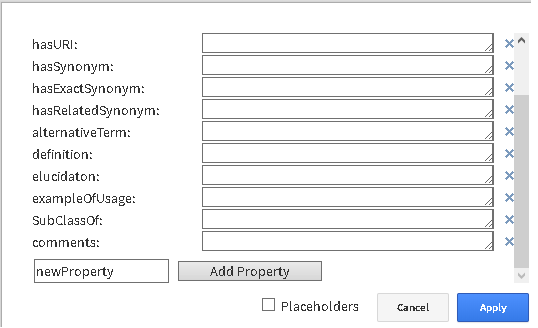 hasURI:
hasSynonym:
hasExactSynonym:
hasRelatedSynonym:
alternativeTerm:
definition:
elucidaton:
exampleOfUsage:
SubClassOf:
comments:
newProperty Add Property
Placeholders Cancel Apply